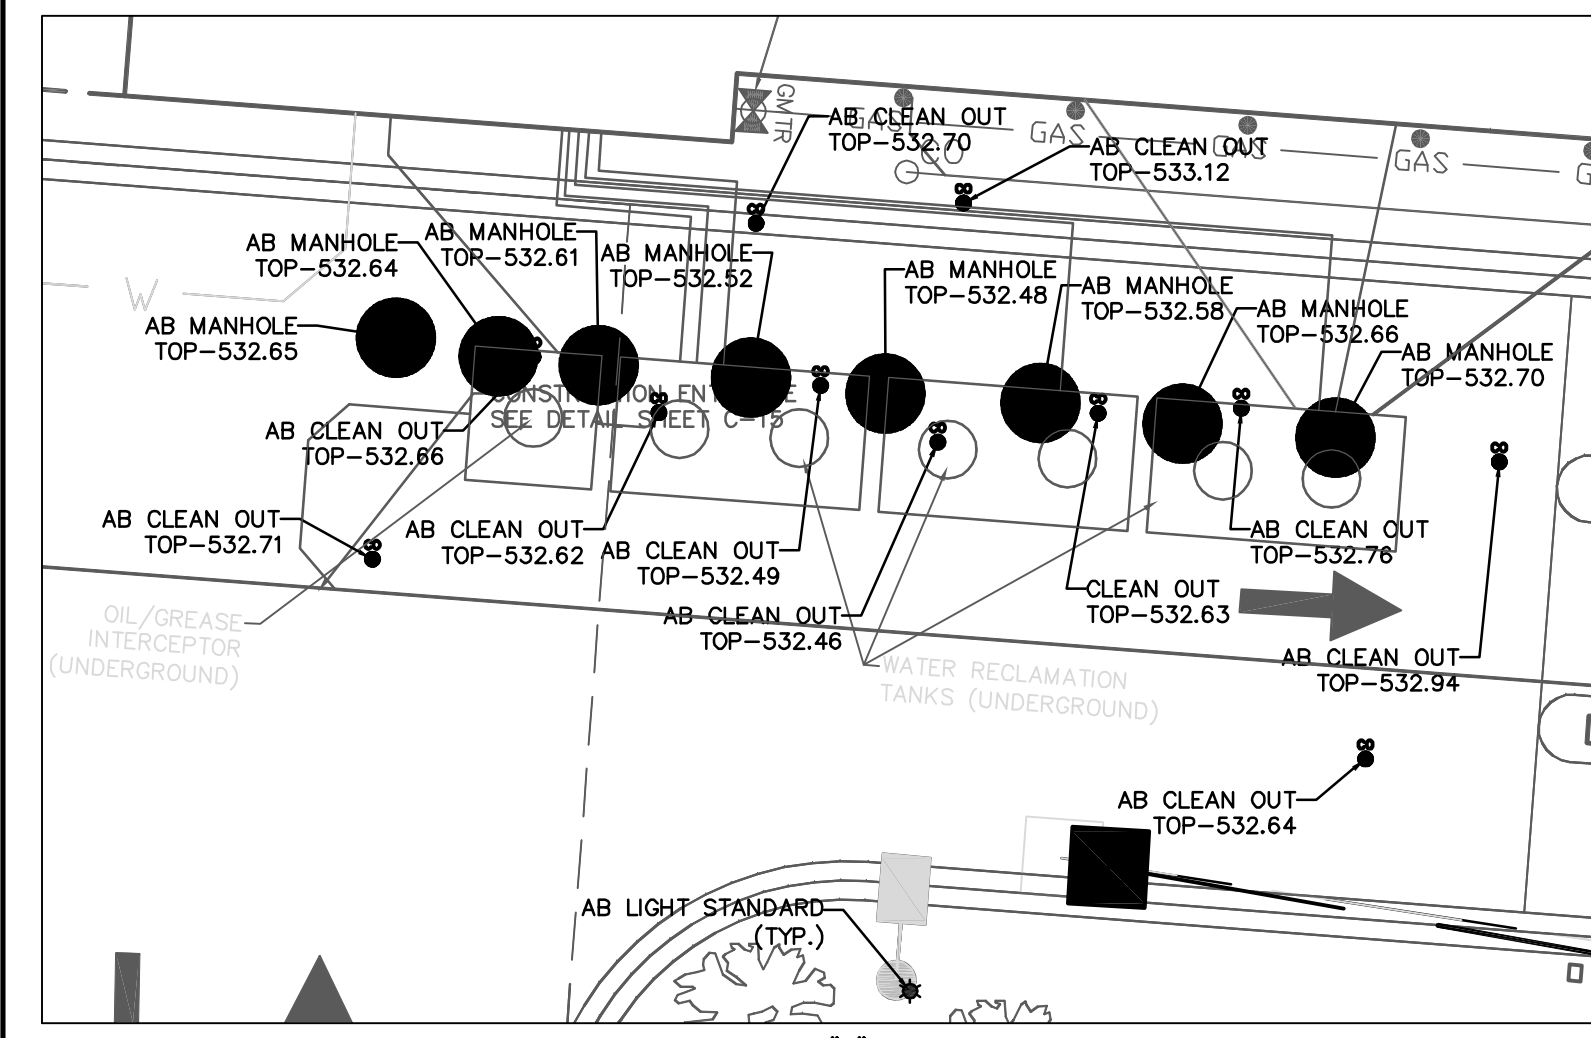 GMTR
AB CLEAN OUT
TOP-532.70
GAS
GAS
GAS
GAS
CO
AB CLEAN OUT
TOP-533.12
AB MANHOLE
TOP-532.64
AB MANHOLE
TOP-532.61
AB MANHOLE
TOP-532.52
AB MANHOLE
TOP-532.48
AB MANHOLE
TOP-532.58
AB MANHOLE
TOP-532.66
AB MANHOLE
TOP-532.70
W
AB MANHOLE
TOP-532.65
SEE DETAIL SHEET C-15
AB CLEAN OUT
TOP-532.66
AB CLEAN OUT
TOP-532.71
AB CLEAN OUT
TOP-532.62
AB CLEAN OUT
TOP-532.49
AB CLEAN OUT
TOP-532.46
CLEAN OUT
TOP-532.63
AB CLEAN OUT
TOP-532.76
AB CLEAN OUT
TOP-532.94
OIL/GREASE
INTERCEPTOR
(UNDERGROUND)
WATER RECLAMATION
TANKS (UNDERGROUND)
AB CLEAN OUT
TOP-532.64
AB LIGHT STANDARD
(TYP.)